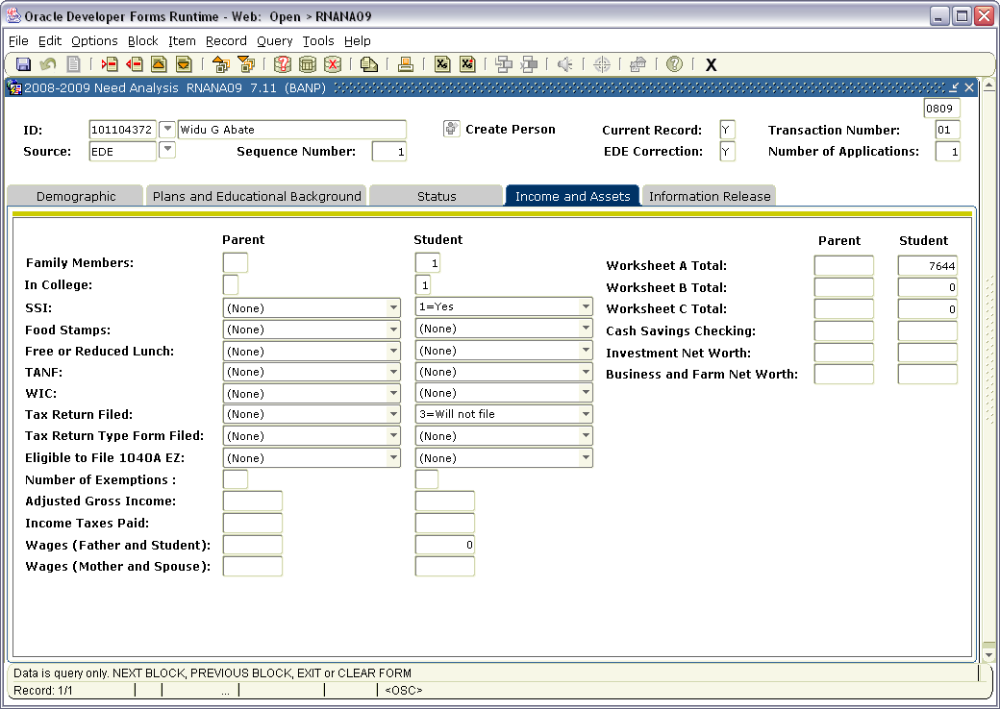 Oracle Developer Forms Runtime - Web: Open > RNANA09
File Edit Options Block Item Record Query Tools Help
X
2008-2009 Need Analysis RNANA09 7.11 (BANP)
0809
ID: 101104372 Widu G Abate Create Person Current Record: Y Transaction Number: 01
Source: EDE Sequence Number: 1 EDE Correction: Y Number of Applications: 1
Demographic Plans and Educational Background Status Income and Assets Information Release
Parent Student Parent Student
Family Members: 1 Worksheet A Total: 7644
In College: 1 Worksheet B Total: 0
SSI: (None) 1=Yes Worksheet C Total: 0
Food Stamps: (None) (None) Cash Savings Checking:
Free or Reduced Lunch: (None) (None) Investment Net Worth:
TANF: (None) (None) Business and Farm Net Worth:
WIC: (None) (None)
Tax Return Filed: (None) 3=Will not file
Tax Return Type Form Filed: (None) (None)
Eligible to File 1040A EZ: (None) (None)
Number of Exemptions :
Adjusted Gross Income:
Income Taxes Paid:
Wages (Father and Student): 0
Wages (Mother and Spouse):
Data is query only. NEXT BLOCK, PREVIOUS BLOCK, EXIT or CLEAR FORM
Record: 1/1 ... <OSC>